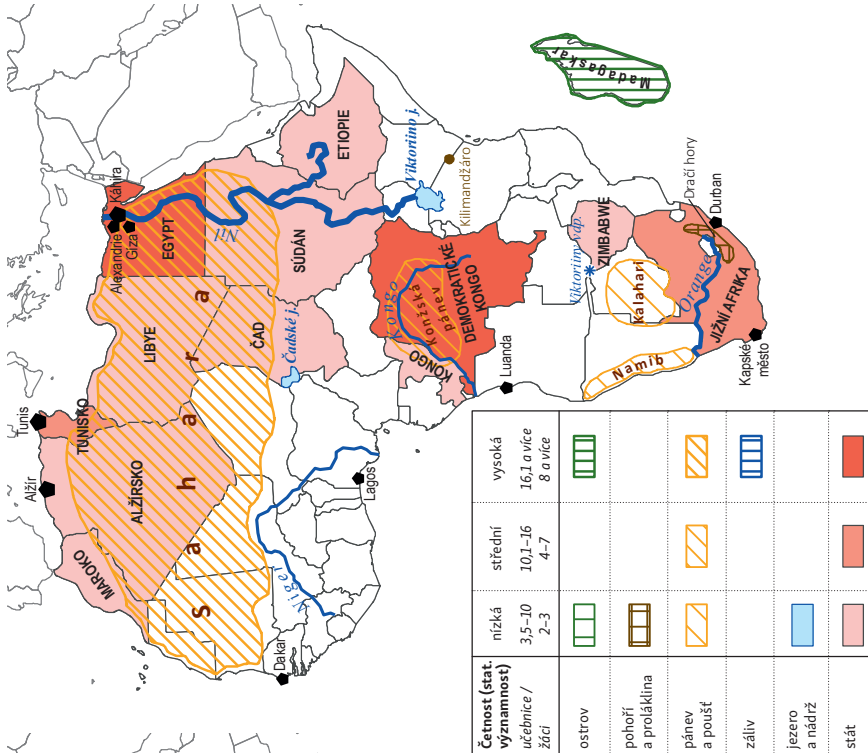 Tunis
Alžír
TUNISKO
MAROKO
ALŽÍRSKO
LIBYE
EGYPT
Alexandrie
Káhira
Gíza
Nil
S a h a r a
ČAD
SÚDÁN
ETIOPIE
Dakar
Niger
Lagos
Čadské j.
Viktoriino j.
Kilimandžáro
Kongo
Konžská
pánev
DEMOKRATICKÉ
KONGO
KONGO
Luanda
Viktoriiny vdp.
ZIMBABWE
Madagaskar
Namib
Kalahari
Orange
Dračí hory
Durban
JIŽNÍ AFRIKA
Kapské
město
Četnost (stat.
významnost)
učebnice /
žáci
nízká
3,5–10
2–3
střední
10,1–16
4–7
vysoká
16,1 a více
8 a více
ostrov
pohoří
a proláklina
pánev
a poušť
záliv
jezero
a nádrž
stát